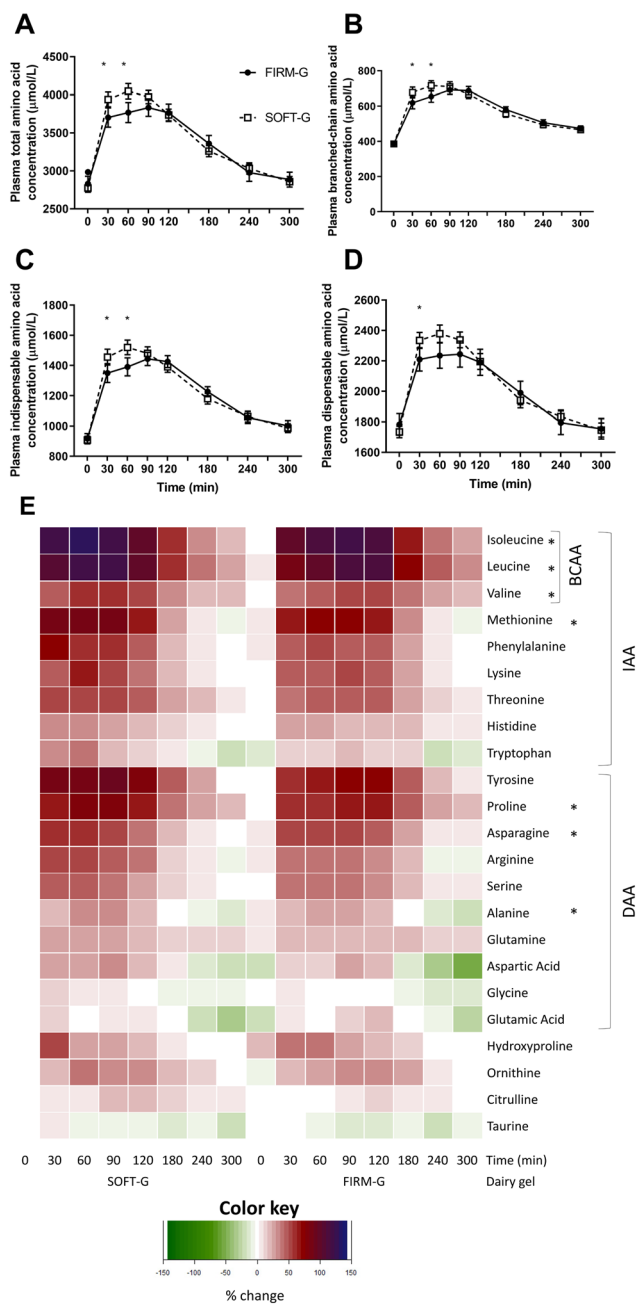 A
Plasma total amino acid
concentration (μmol/L)
4500
4000
3500
3000
2500
* *
FIRM-G
SOFT-G
0 30 60 90 120 180 240 300
B
Plasma branched-chain amino acid
concentration (μmol/L)
800
600
400
200
0
* *
0 30 60 90 120 180 240 300
C
Plasma indispensable amino acid
concentration (μmol/L)
1800
1600
1400
1200
1000
800
* *
0 30 60 90 120 180 240 300
Time (min)
D
Plasma dispensable amino acid
concentration (μmol/L)
2600
2400
2200
2000
1800
1600
*
0 30 60 90 120 180 240 300
Time (min)
E
Isoleucine *
Leucine *
Valine *
Methionine *
Phenylalanine
Lysine
Threonine
Histidine
Tryptophan
Tyrosine
Proline *
Asparagine *
Arginine
Serine
Alanine *
Glutamine
Aspartic Acid
Glycine
Glutamic Acid
Hydroxyproline
Ornithine
Citrulline
Taurine
BCAA
IAA
DAA
0 30 60 90 120 180 240 300 0 30 60 90 120 180 240 300 Time (min)
SOFT-G FIRM-G Dairy gel
Color key
-150 -100 -50 0 50 100 150
% change